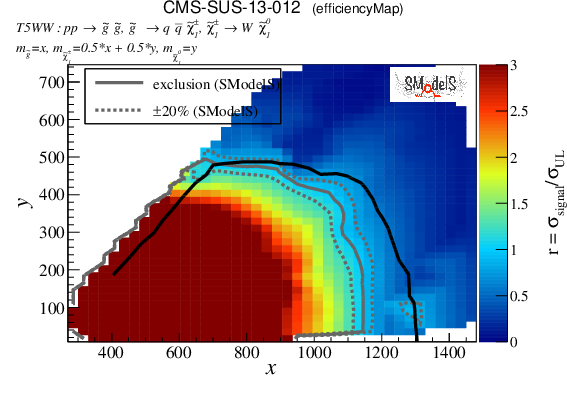 CMS-SUS-13-012 (efficiencyMap)
T5WW : pp → g̃ g̃, g̃ → q q̄ χ̃₁±, χ̃₁± → W χ̃₁⁰
m_g̃=x, m_χ̃₁±=0.5*x + 0.5*y, m_χ̃₁⁰=y
exclusion (SModelS)
±20% (SModelS)
SModelS
700
600
500
400
300
200
100
y
400 600 800 1000 1200 1400
x
3
2.5
2
1.5
1
0.5
0
r = σ_signal/σ_UL